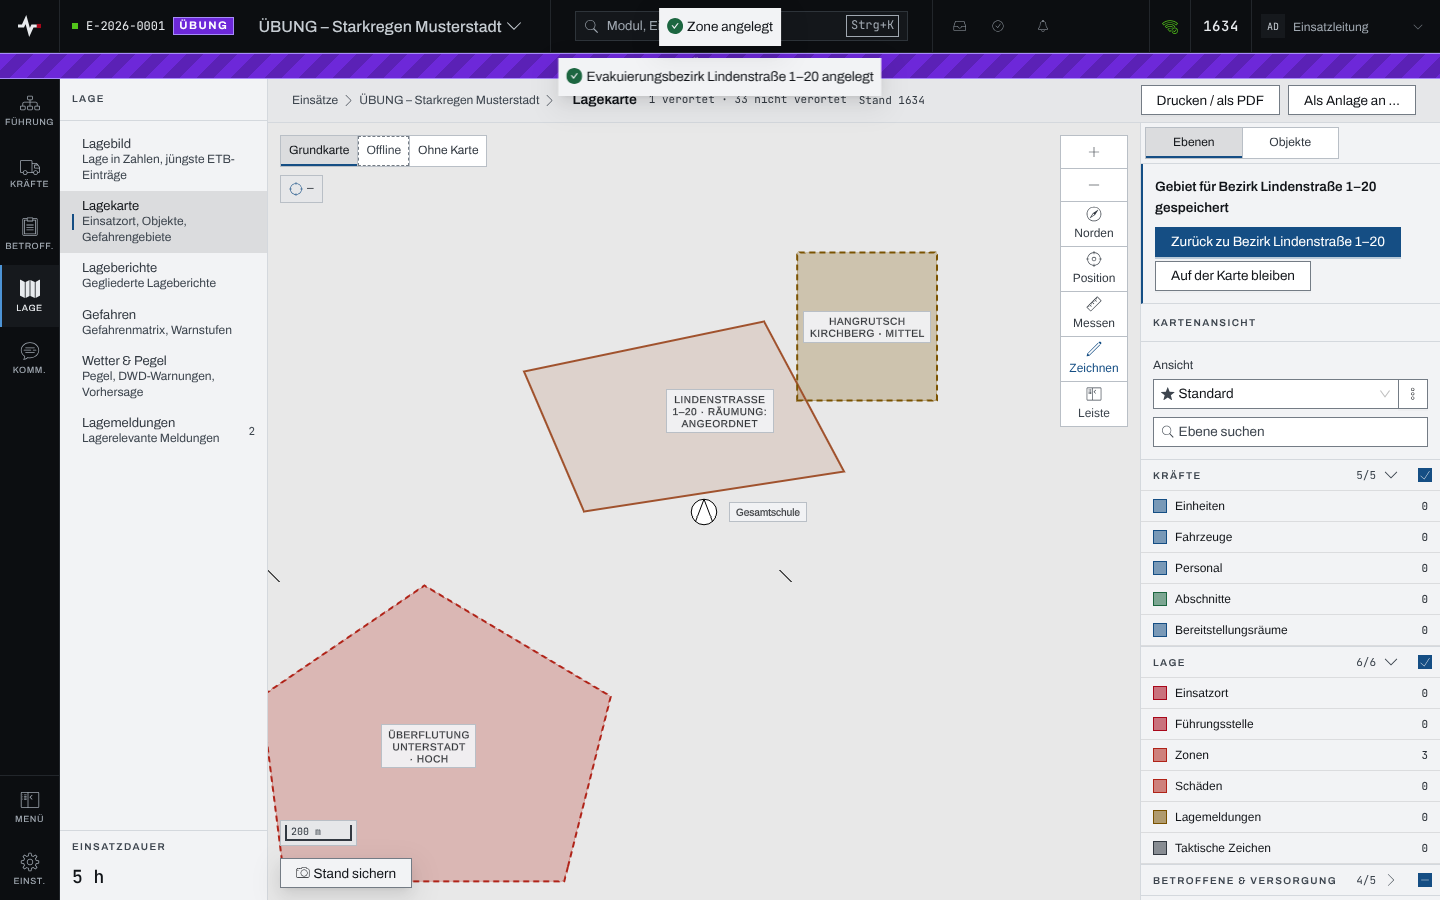 E-2026-0001
ÜBUNG
ÜBUNG – Starkregen Musterstadt
Modul, E
Strg+K
Zone angelegt
1634
AD
Einsatzleitung
Evakuierungsbezirk Lindenstraße 1–20 angelegt
FÜHRUNG
KRÄFTE
BETROFF.
LAGE
KOMM.
MENÜ
EINST.
LAGE
Lagebild
Lage in Zahlen, jüngste ETB-
Einträge
Lagekarte
Einsatzort, Objekte,
Gefahrengebiete
Lageberichte
Gegliederte Lageberichte
Gefahren
Gefahrenmatrix, Warnstufen
Wetter & Pegel
Pegel, DWD-Warnungen,
Vorhersage
Lagemeldungen
Lagerelevante Meldungen
2
EINSATZDAUER
5 h
Einsätze
ÜBUNG – Starkregen Musterstadt
Lagekarte
1 verortet · 33 nicht verortet
Stand 1634
Drucken / als PDF
Als Anlage an ...
Grundkarte
Offline
Ohne Karte
–
Norden
Position
Messen
Zeichnen
Leiste
HANGRUTSCH
KIRCHBERG · MITTEL
LINDENSTRASSE
1–20 · RÄUMUNG:
ANGEORDNET
Gesamtschule
ÜBERFLUTUNG
UNTERSTADT
· HOCH
200 m
Stand sichern
Ebenen
Objekte
Gebiet für Bezirk Lindenstraße 1–20
gespeichert
Zurück zu Bezirk Lindenstraße 1–20
Auf der Karte bleiben
KARTENANSICHT
Ansicht
Standard
Ebene suchen
KRÄFTE 5/5
Einheiten 0
Fahrzeuge 0
Personal 0
Abschnitte 0
Bereitstellungsräume 0
LAGE 6/6
Einsatzort 0
Führungsstelle 0
Zonen 3
Schäden 0
Lagemeldungen 0
Taktische Zeichen 0
BETROFFENE & VERSORGUNG 4/5